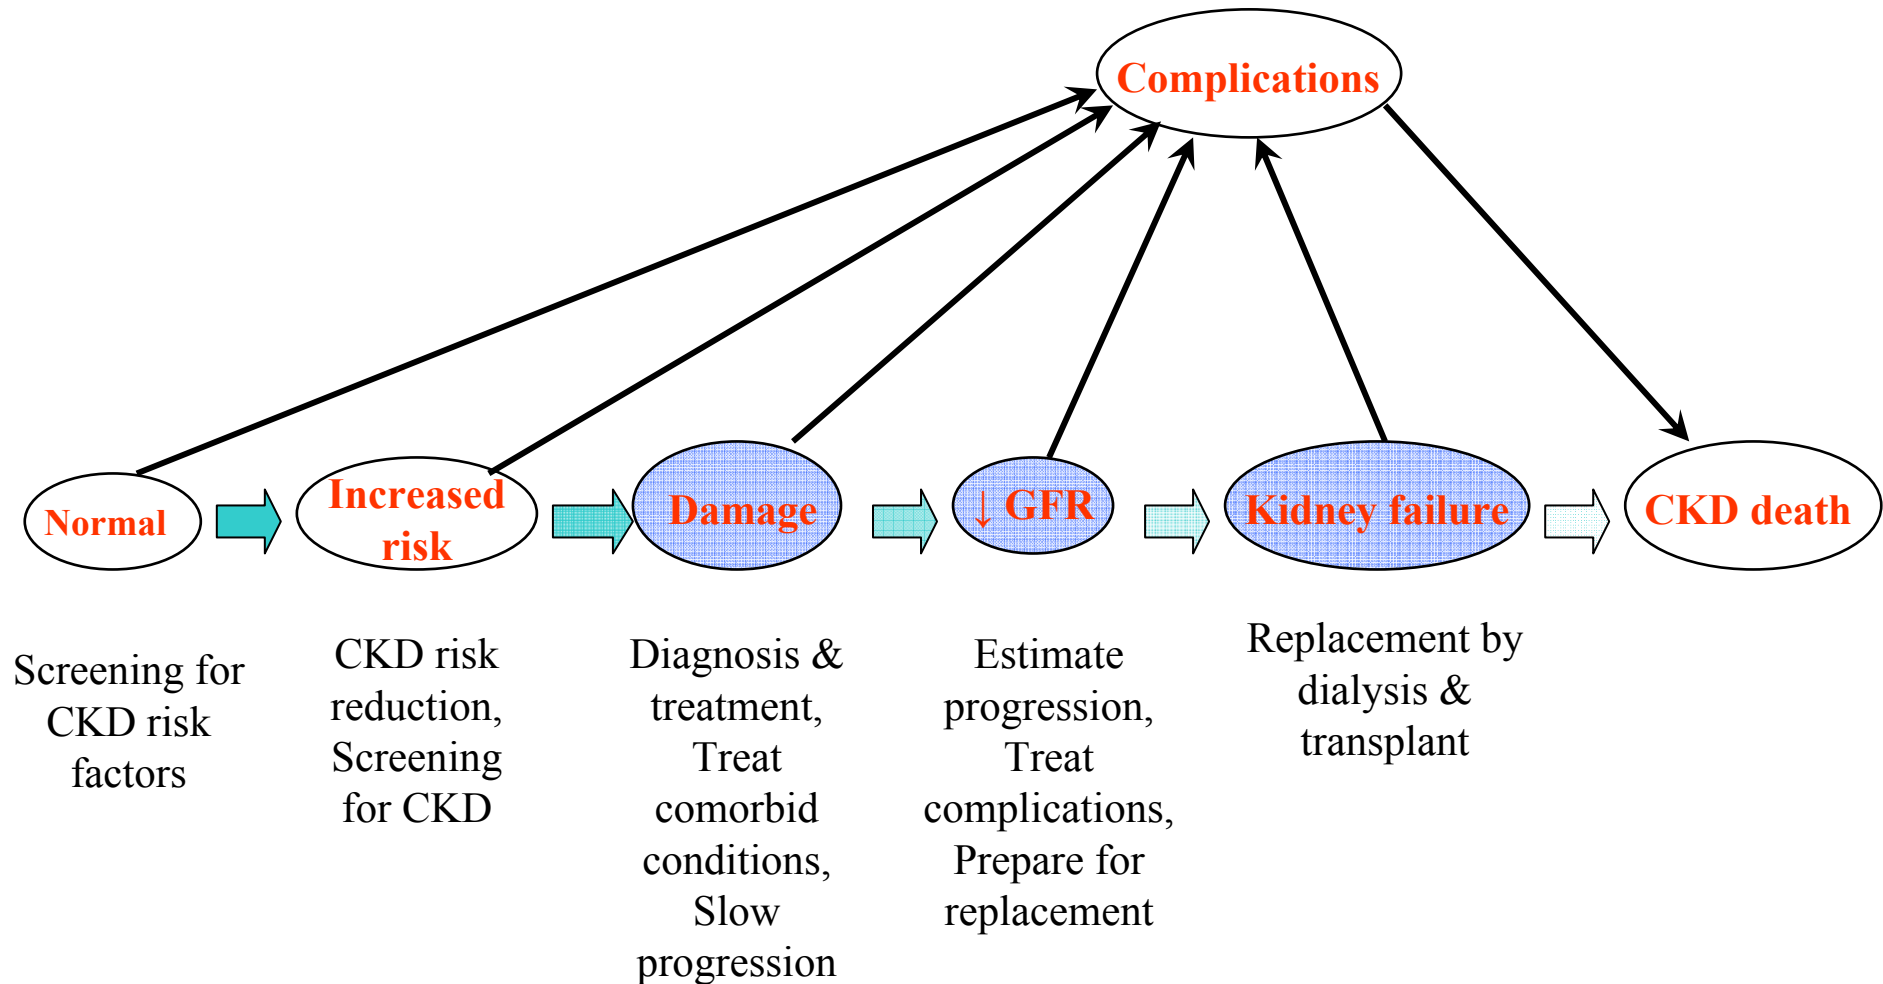 Complications
Normal
Increased
risk
Damage
↓ GFR
Kidney failure
CKD death
Screening for
CKD risk
factors
CKD risk
reduction,
Screening
for CKD
Diagnosis &
treatment,
Treat
comorbid
conditions,
Slow
progression
Estimate
progression,
Treat
complications,
Prepare for
replacement
Replacement by
dialysis &
transplant